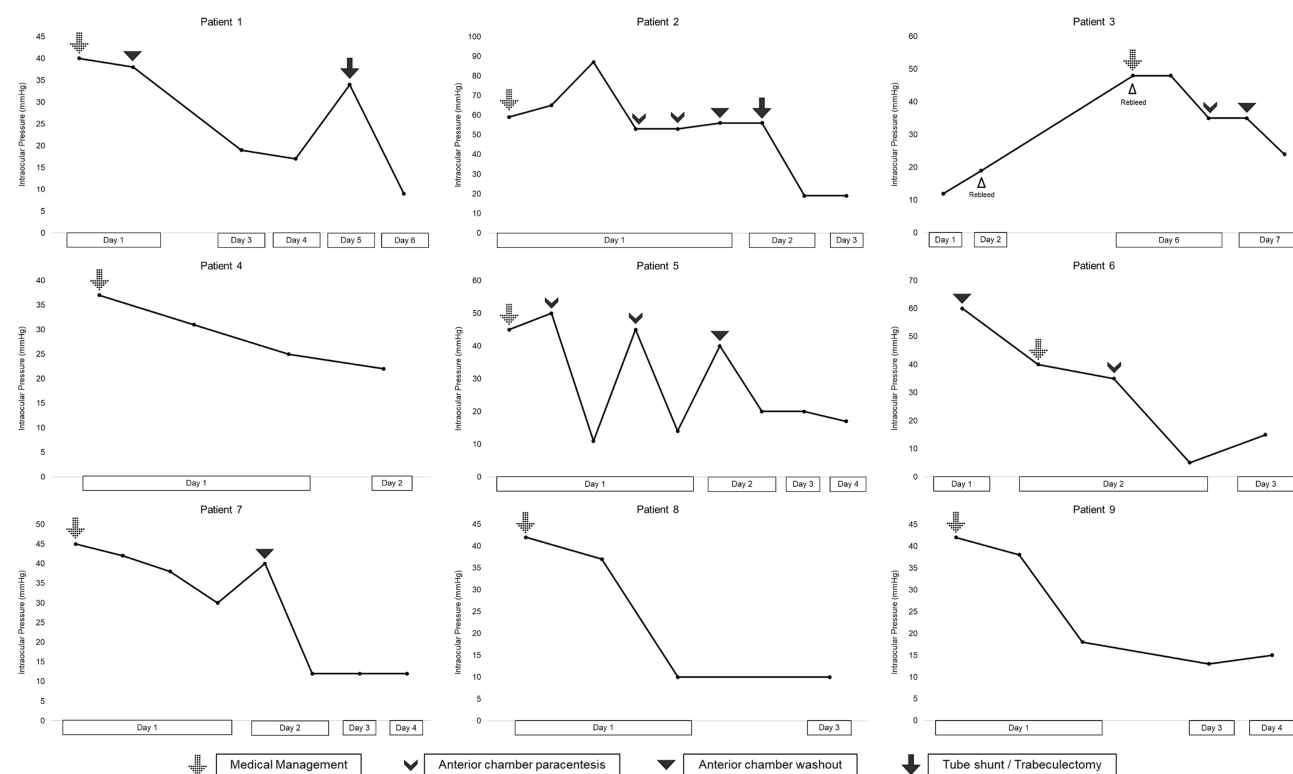 Patient 1
Intraocular Pressure (mmHg)
45
40
35
30
25
20
15
10
5
0
Day 1
Day 3
Day 4
Day 5
Day 6
Patient 2
Intraocular Pressure (mmHg)
100
90
80
70
60
50
40
30
20
10
0
Day 1
Day 2
Day 3
Patient 3
Intraocular Pressure (mmHg)
60
50
40
30
20
10
0
Rebleed
Rebleed
Day 1
Day 2
Day 6
Day 7
Patient 4
Intraocular Pressure (mmHg)
40
35
30
25
20
15
10
5
0
Day 1
Day 2
Patient 5
Intraocular Pressure (mmHg)
60
50
40
30
20
10
0
Day 1
Day 2
Day 3
Day 4
Patient 6
Intraocular Pressure (mmHg)
70
60
50
40
30
20
10
0
Day 1
Day 2
Day 3
Patient 7
Intraocular Pressure (mmHg)
50
45
40
35
30
25
20
15
10
5
0
Day 1
Day 2
Day 3
Day 4
Patient 8
Intraocular Pressure (mmHg)
45
40
35
30
25
20
15
10
5
0
Day 1
Day 3
Patient 9
Intraocular Pressure (mmHg)
45
40
35
30
25
20
15
10
5
0
Day 1
Day 3
Day 4
Medical Management
Anterior chamber paracentesis
Anterior chamber washout
Tube shunt / Trabeculectomy